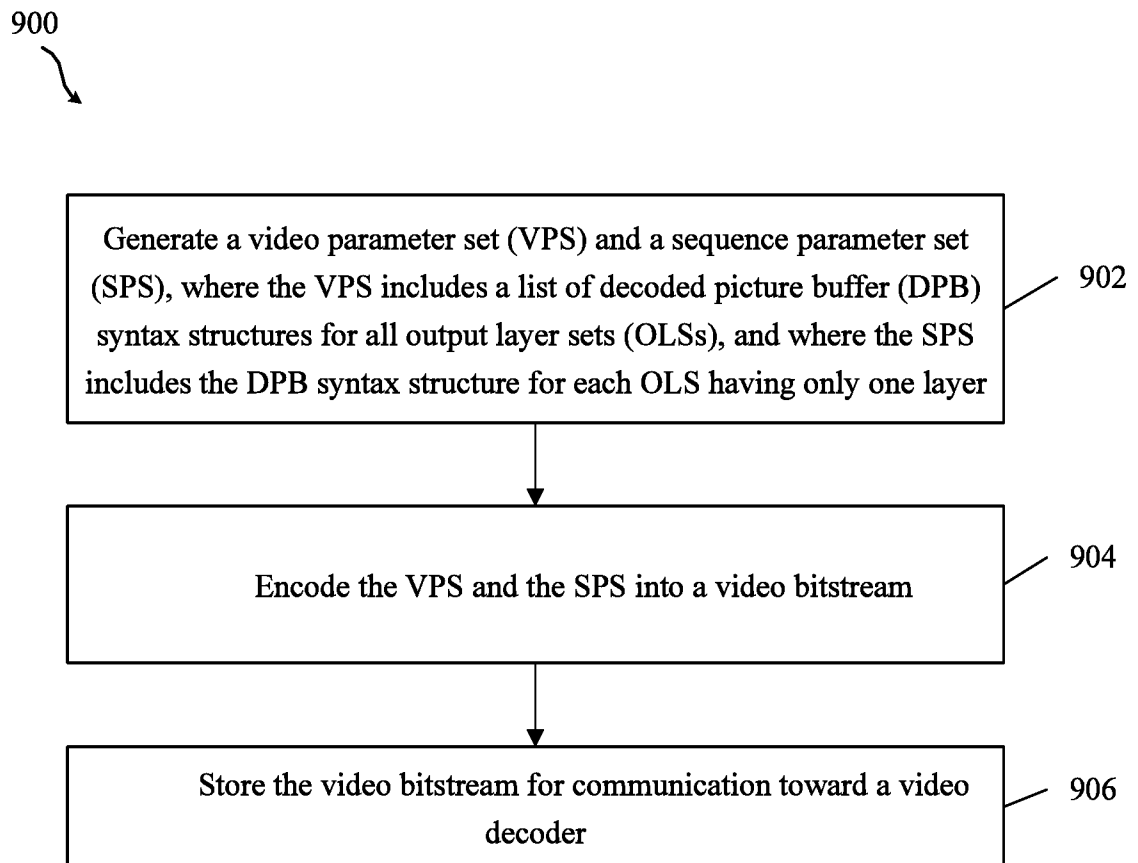 900
Generate a video parameter set (VPS) and a sequence parameter set
(SPS), where the VPS includes a list of decoded picture buffer (DPB)
syntax structures for all output layer sets (OLSs), and where the SPS
includes the DPB syntax structure for each OLS having only one layer
902
Encode the VPS and the SPS into a video bitstream
904
Store the video bitstream for communication toward a video
decoder
906